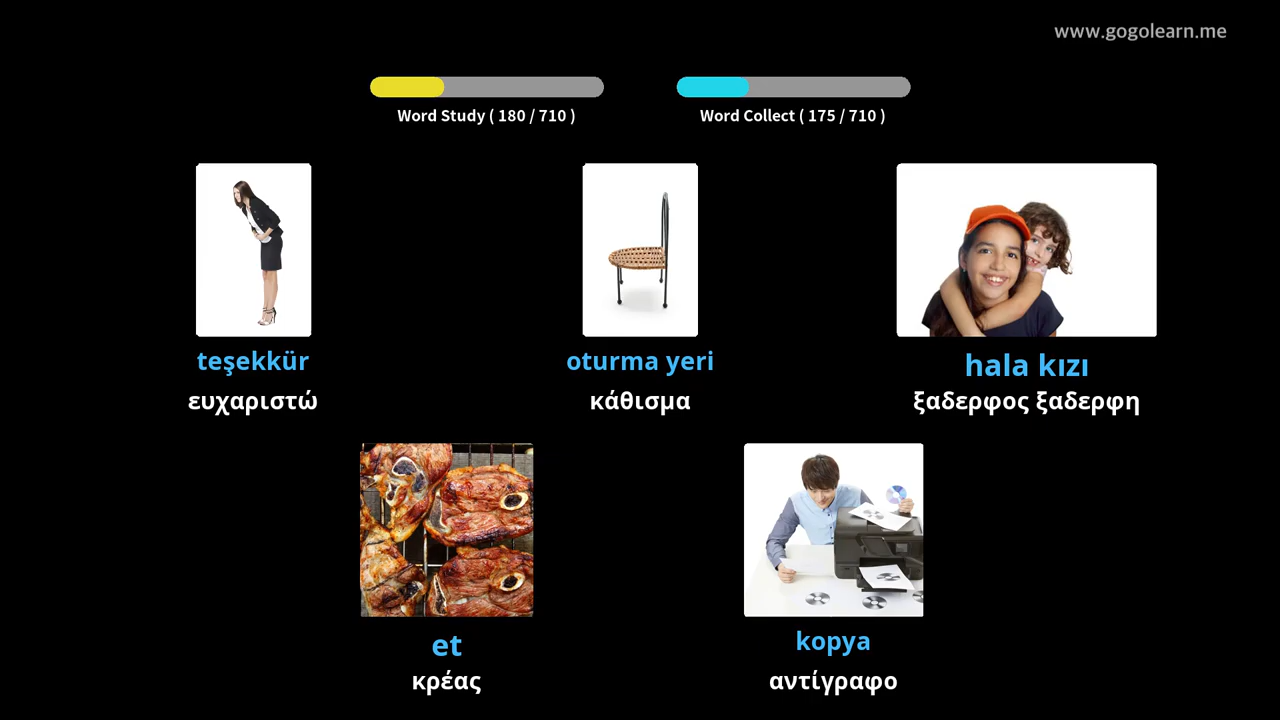 www.gogolearn.me
Word Study ( 180 / 710 )
Word Collect ( 175 / 710 )
teşekkür
ευχαριστώ
oturma yeri
κάθισμα
hala kızı
ξαδερφος ξαδερφη
et
κρέας
kopya
αντίγραφο